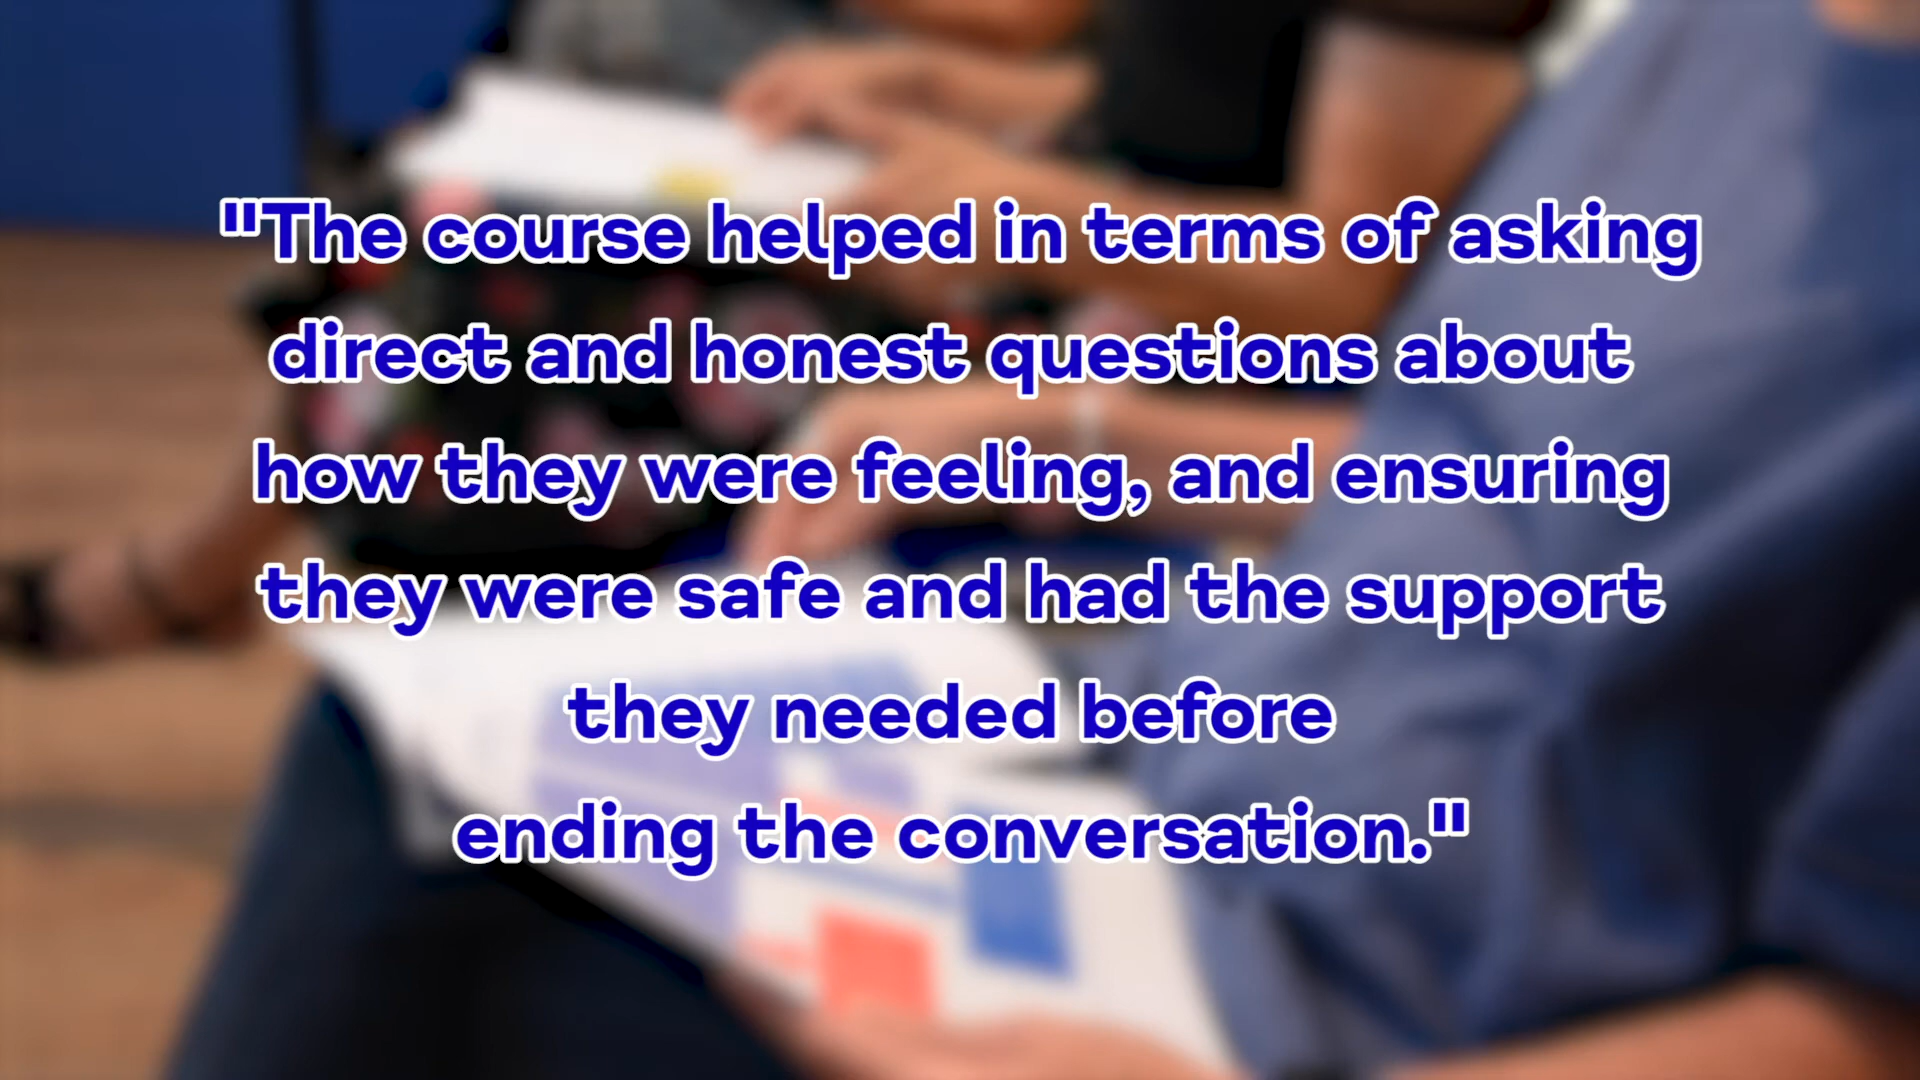 "The course helped in terms of asking
direct and honest questions about
how they were feeling, and ensuring
they were safe and had the support
they needed before
ending the conversation."